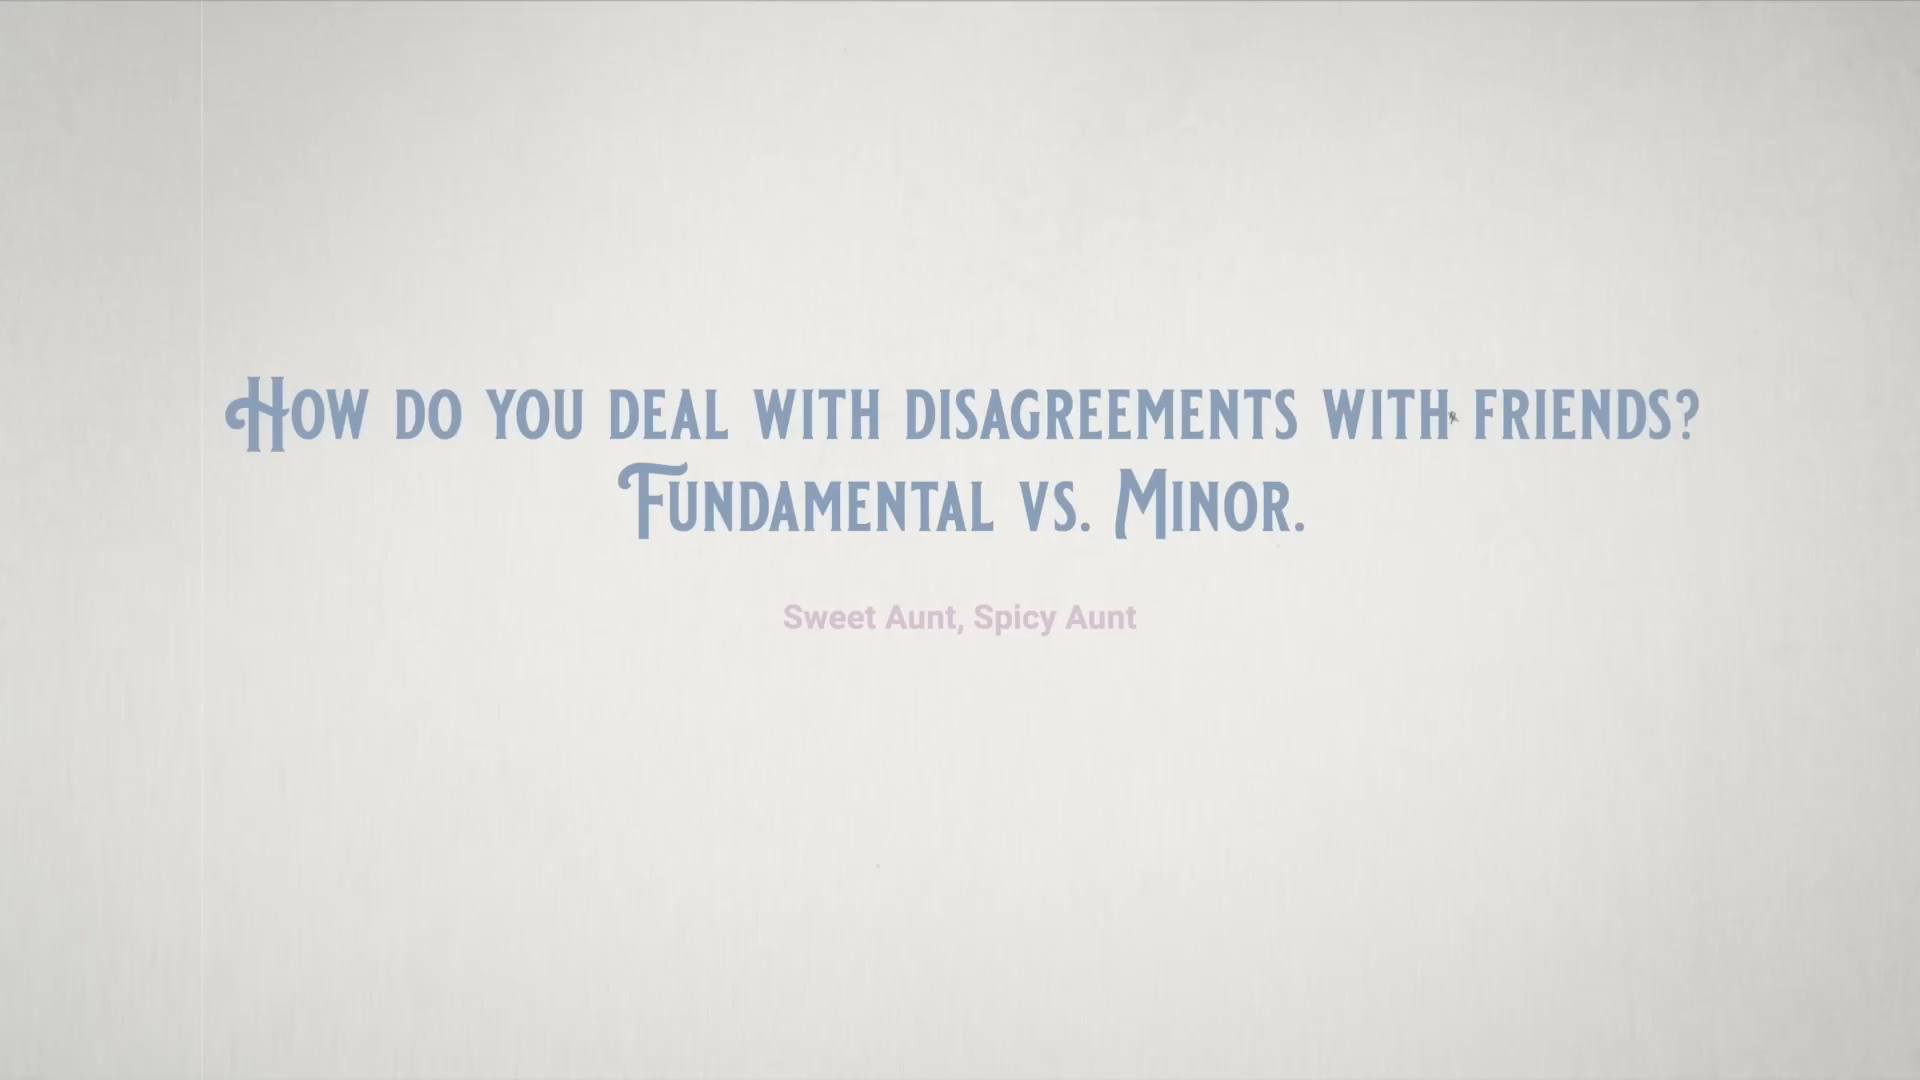 How do you deal with disagreements with friends?
Fundamental vs. Minor.
Sweet Aunt, Spicy Aunt